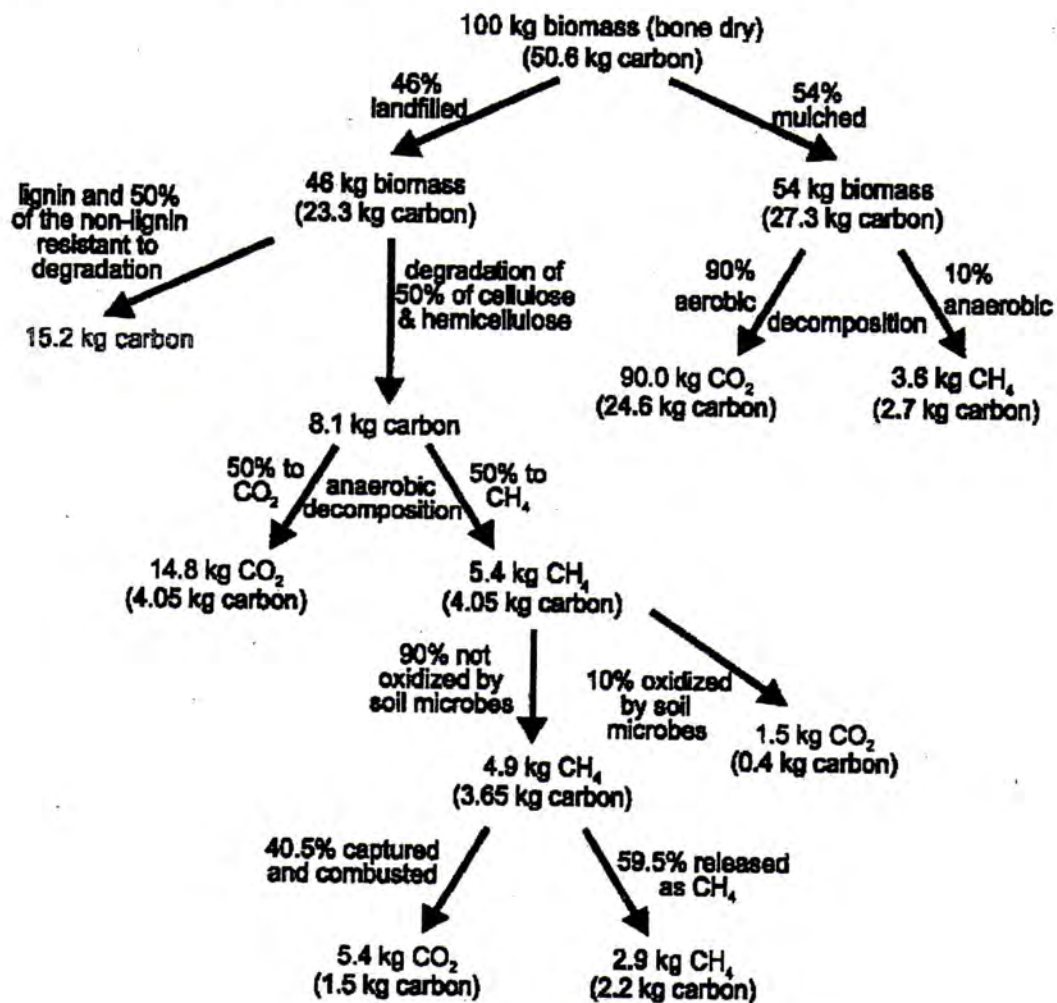 100 kg biomass (bone dry)
(50.6 kg carbon)
46%
landfilled
54%
mulched
46 kg biomass
(23.3 kg carbon)
54 kg biomass
(27.3 kg carbon)
lignin and 50%
of the non-lignin
resistant to
degradation
15.2 kg carbon
degradation of
50% of cellulose
& hemicellulose
90%
aerobic
decomposition
10%
anaerobic
90.0 kg CO₂
(24.6 kg carbon)
3.6 kg CH₄
(2.7 kg carbon)
8.1 kg carbon
50% to
CO₂
anaerobic
decomposition
50% to
CH₄
14.8 kg CO₂
(4.05 kg carbon)
5.4 kg CH₄
(4.05 kg carbon)
90% not
oxidized by
soil microbes
10% oxidized
by soil
microbes
1.5 kg CO₂
(0.4 kg carbon)
4.9 kg CH₄
(3.65 kg carbon)
40.5% captured
and combusted
59.5% released
as CH₄
5.4 kg CO₂
(1.5 kg carbon)
2.9 kg CH₄
(2.2 kg carbon)